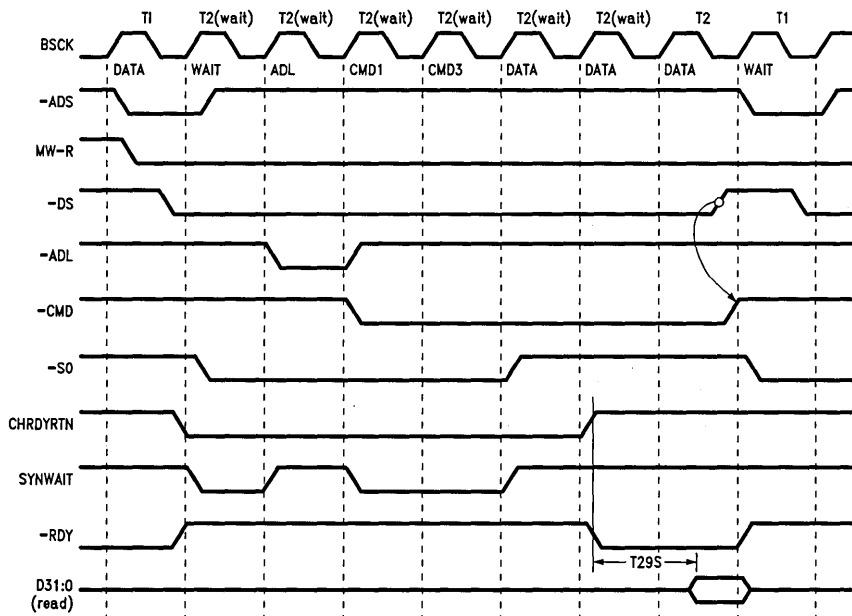 T1 T2(wait) T2(wait) T2(wait) T2(wait) T2(wait) T2(wait) T2 T1
BSCK
DATA WAIT ADL CMD1 CMD3 DATA DATA DATA WAIT
-ADS
MW-R
-DS
-ADL
-CMD
-S0
CHRDYRTN
SYNWAIT
-RDY
T29S
D31:0
(read)